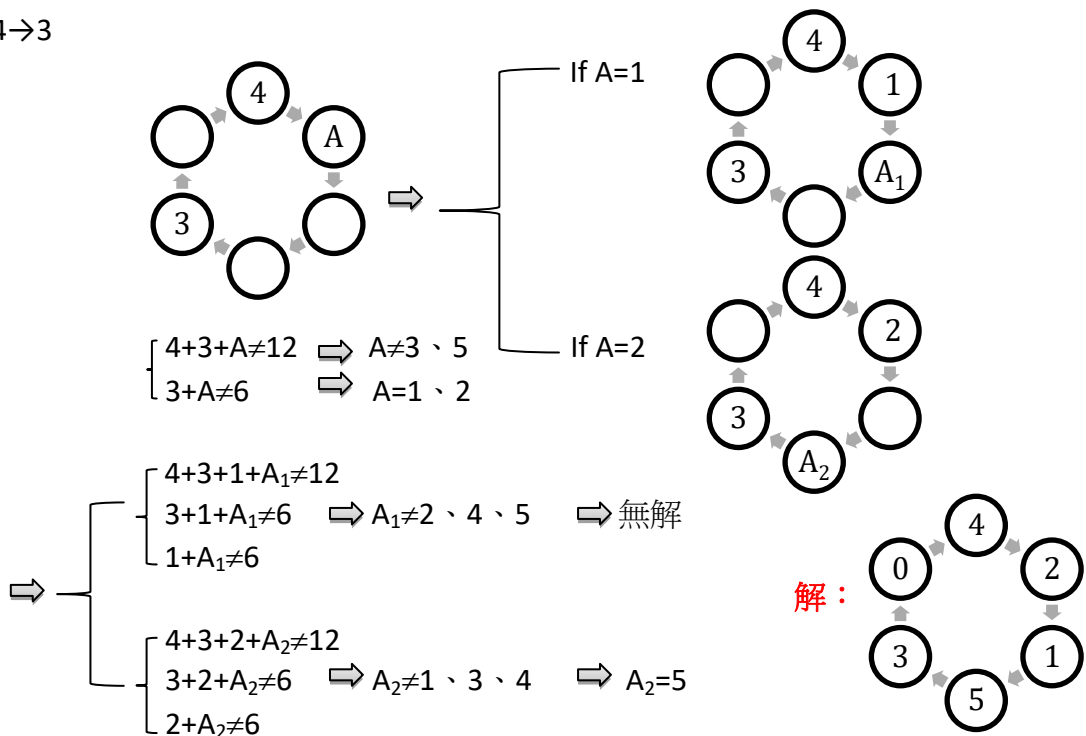 4→3
4
A
3
If A=1
4
1
A₁
3
4+3+A≠12 A≠3、5
3+A≠6 A=1、2
If A=2
4
2
A₂
3
4+3+1+A₁≠12
3+1+A₁≠6 A₁≠2、4、5 無解
1+A₁≠6
4+3+2+A₂≠12
3+2+A₂≠6 A₂≠1、3、4 A₂=5
2+A₂≠6
解：
4
0
2
3
1
5